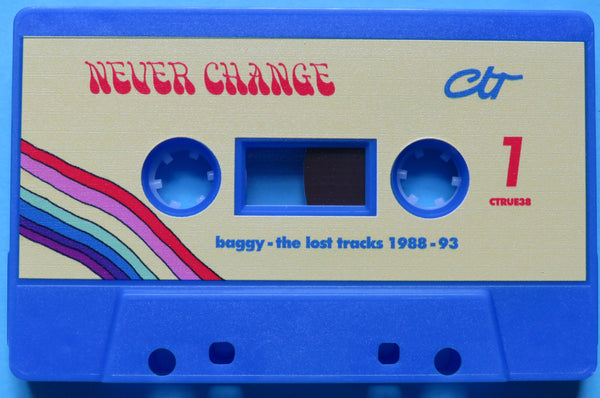 NEVER CHANGE
ctr
1
CTRUE38
baggy - the lost tracks 1988 - 93